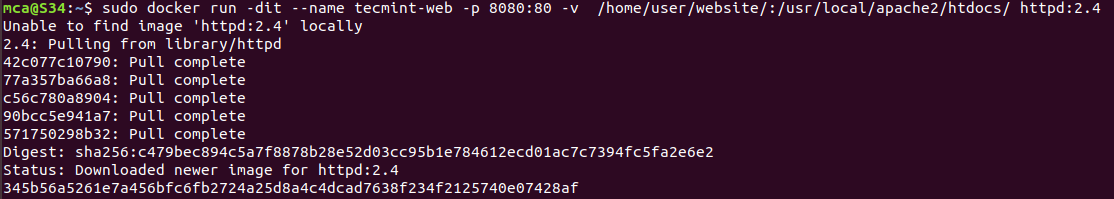 mca@S34:~$ sudo docker run -dit --name tecmint-web -p 8080:80 -v  /home/user/website/:/usr/local/apache2/htdocs/ httpd:2.4
Unable to find image 'httpd:2.4' locally
2.4: Pulling from library/httpd
42c077c10790: Pull complete
77a357ba66a8: Pull complete
c56c780a8904: Pull complete
90bcc5e941a7: Pull complete
571750298b32: Pull complete
Digest: sha256:c479bec894c5a7f8878b28e52d03cc95b1e784612ecd01ac7c7394fc5fa2e6e2
Status: Downloaded newer image for httpd:2.4
345b56a5261e7a456bfc6fb2724a25d8a4c4dcad7638f234f2125740e07428af